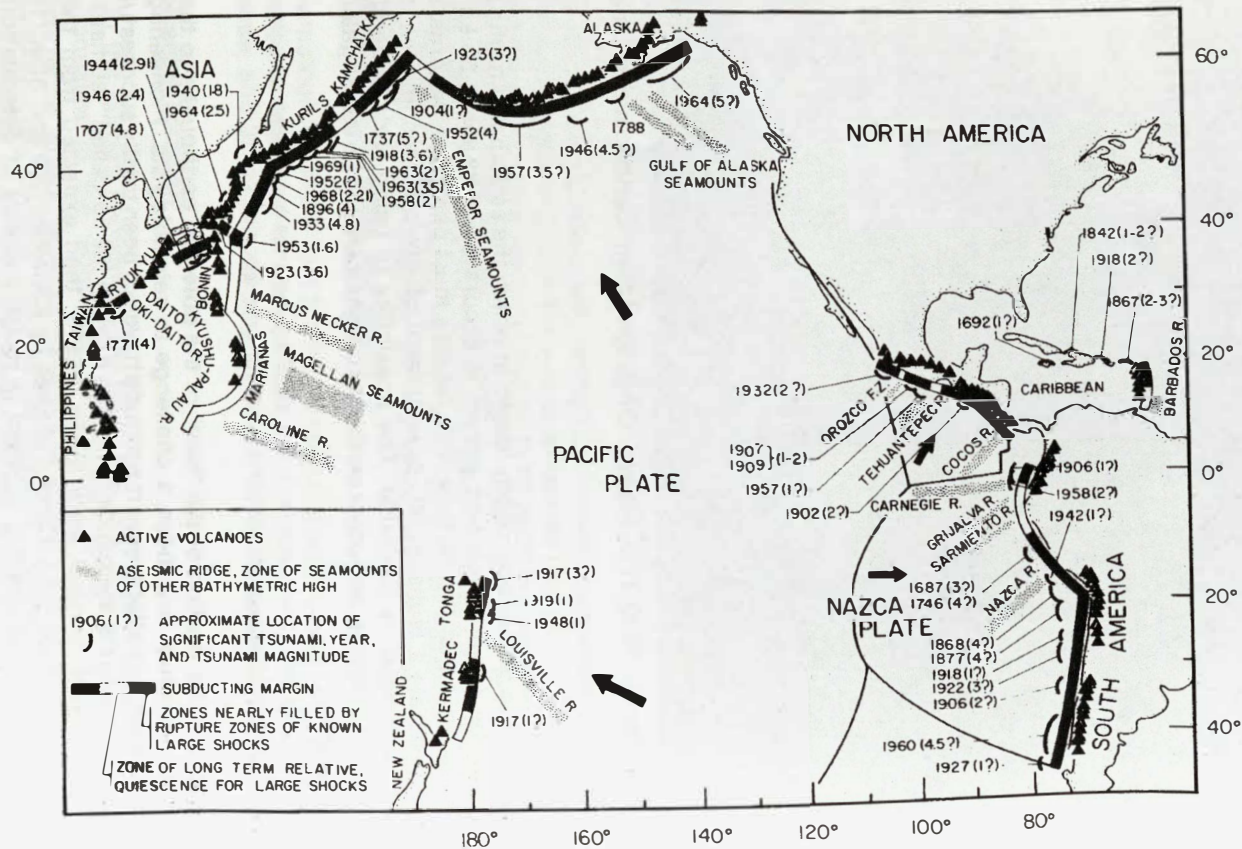 ALASKA
60°
1923(3?)
1944(2.9)
ASIA
1940(1.8)
1946(2.4)
1964(2.5)
1707(4.8)
KURILS
KAMCHATKA
1904(1?)
1952(4)
1737(5?)
1918(3.6?)
1963(2)
1969(1)
1963(3.5
1952(2)
1958(2)
1968(2-2)
1896(4)
1933(4.8)
1953(1.6)
1923(3.6)
1964(5?)
1788
1946(4.5?)
1957(3.5?)
GULF OF ALASKA
SEAMOUNTS
EMPEROR SEAMOUNTS
NORTH AMERICA
40°
40°
1842(1-2?)
1918(2?)
1867(2-3?)
1692(1?)
RYUKYU
TAIWAN
DAITO R.
OKI-DAITO R.
BONIN
KYUSHU-PALAU R.
MARIANAS
1771(4)
PHILIPPINES
MARCUS NECKER R.
MAGELLAN SEAMOUNTS
CAROLINE R.
20°
20°
CARIBBEAN
BARBADOS R.
1932(2?)
OROZCO F.Z.
TEHUANTEPEC R.
COCOS R.
1907
1909 }(1-2)
1957(1?)
1902(2?)
PACIFIC
PLATE
0°
0°
CARNEGIE R.
1906(1?)
1958(2?)
1942(1?)
GRIJALVA R.
SARMIENTO R.
1687(3?)
1746(4?)
NAZCA R.
NAZCA
PLATE
20°
1868(4?)
1877(4?)
1918(1?)
1922(3?)
1906(2?)
SOUTH AMERICA
1960(4.5?)
1927(1?)
40°
TONGA
1917(3?)
1919(1)
1948(1)
KERMADEC
LOUISVILLE R
1917(1?)
NEW ZEALAND
ACTIVE VOLCANOES
ASEISMIC RIDGE, ZONE OF SEAMOUNTS
OF OTHER BATHYMETRIC HIGH
1906(1?) APPROXIMATE LOCATION OF
SIGNIFICANT TSUNAMI, YEAR,
AND TSUNAMI MAGNITUDE
SUBDUCTING MARGIN
ZONES NEARLY FILLED BY
RUPTURE ZONES OF KNOWN
LARGE SHOCKS
ZONE OF LONG TERM RELATIVE,
QUIESCENCE FOR LARGE SHOCKS
180°
160°
140°
120°
100°
80°